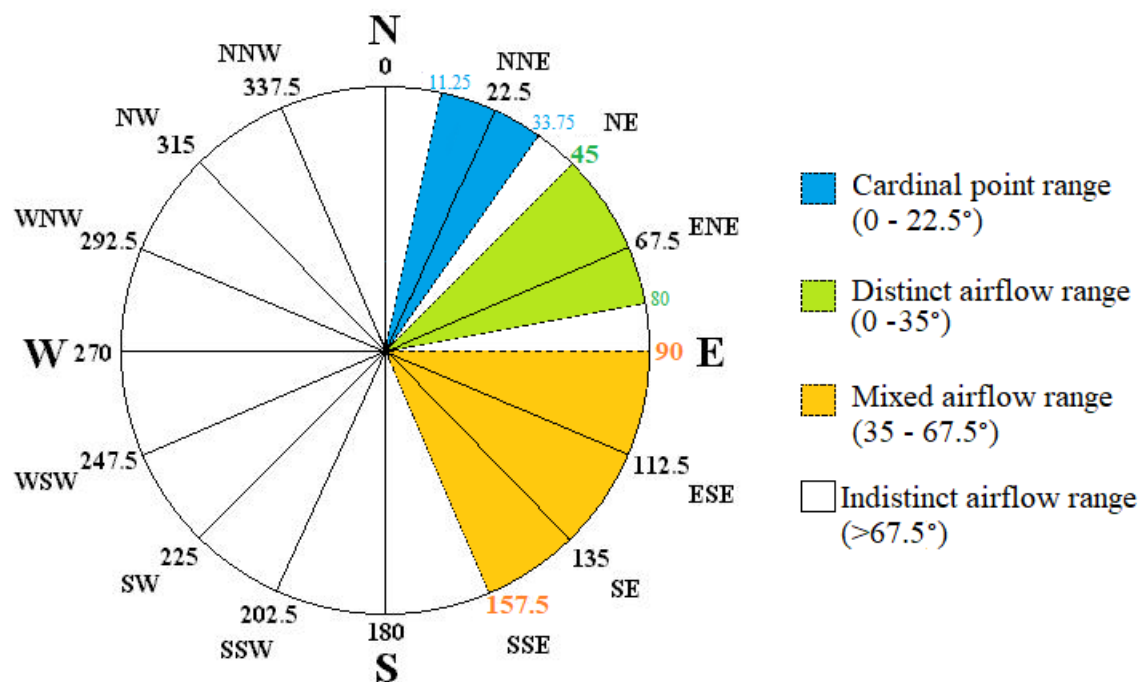 N
0
NNW
337.5
11.25
NNE
22.5
33.75
NE
45
NW
315
ENE
67.5
80
WNW
292.5
W 270
90 E
WSW
247.5
112.5
ESE
SW
225
135
SE
SSW
202.5
180
S
157.5
SSE
Cardinal point range
(0 - 22.5°)
Distinct airflow range
(0 -35°)
Mixed airflow range
(35 - 67.5°)
Indistinct airflow range
(>67.5°)